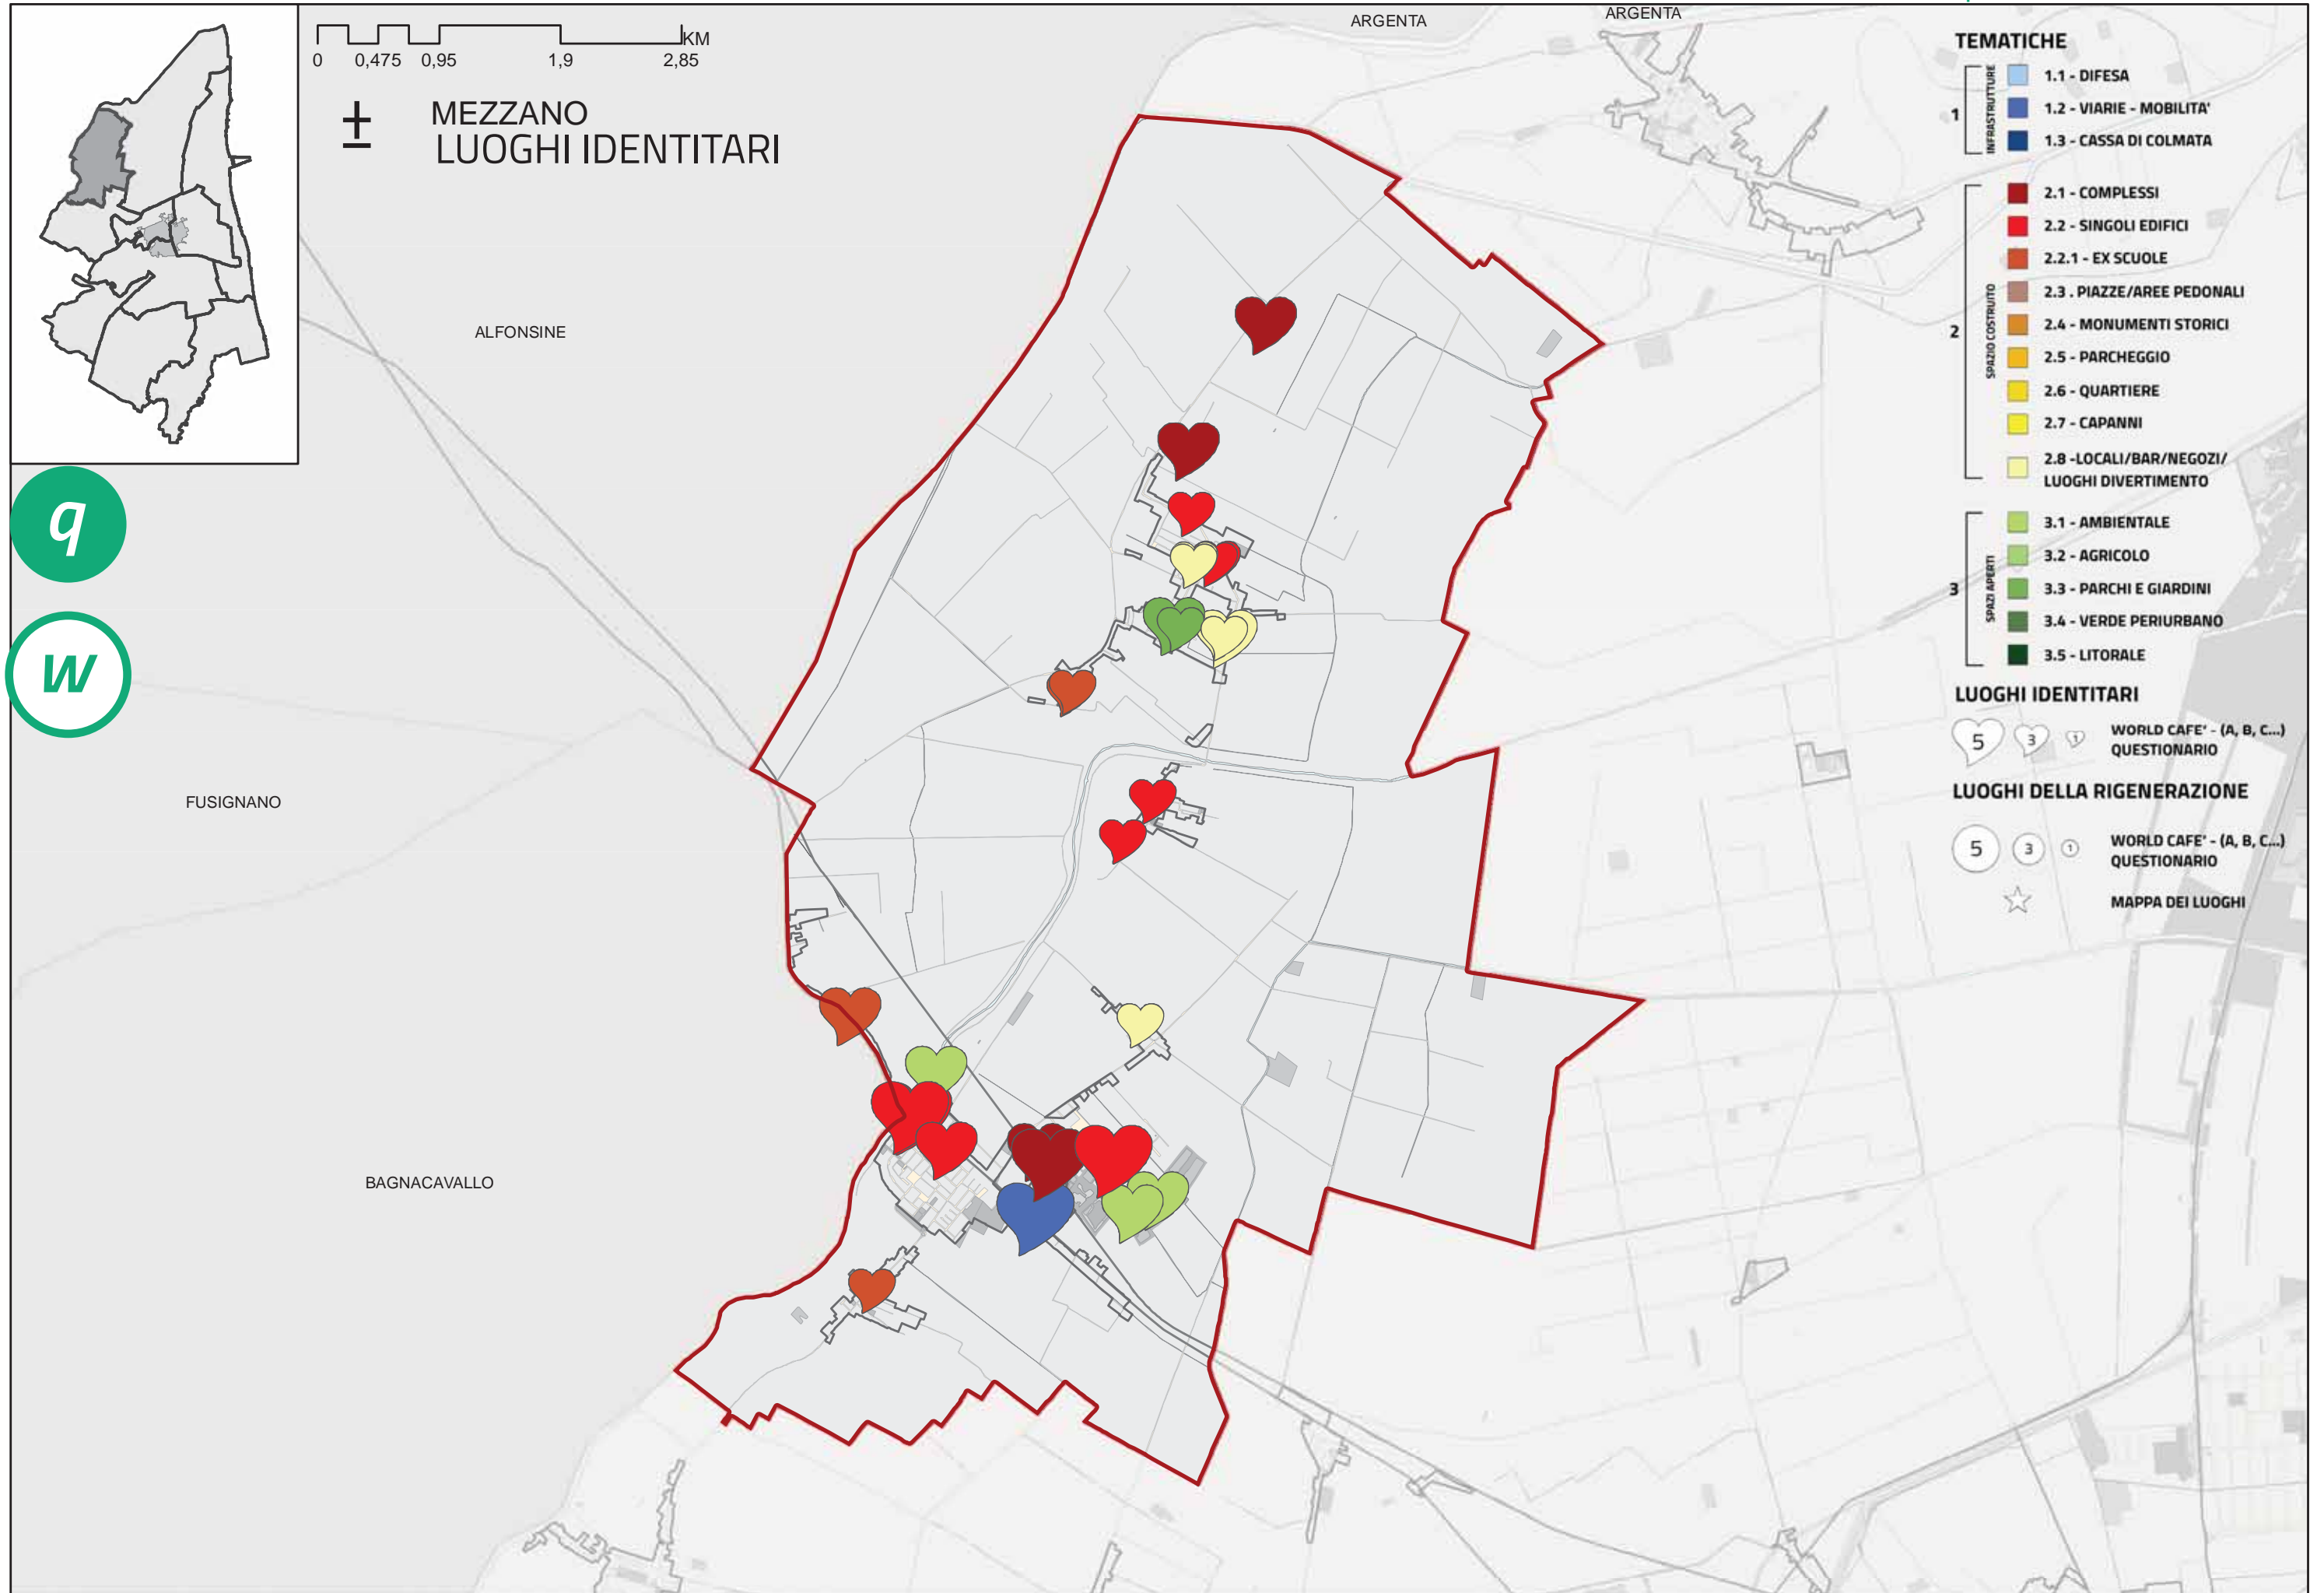 ARGENTA
ARGENTA
KM
0 0,475 0,95 1,9 2,85
±
MEZZANO
LUOGHI IDENTITARI
ALFONSINE
q
w
FUSIGNANO
BAGNACAVALLO
TEMATICHE
1
INFRASTRUTTURE
1.1 - DIFESA
1.2 - VIARIE - MOBILITA'
1.3 - CASSA DI COLMATA
2
SPAZIO COSTRUITO
2.1 - COMPLESSI
2.2 - SINGOLI EDIFICI
2.2.1 - EX SCUOLE
2.3 . PIAZZE/AREE PEDONALI
2.4 - MONUMENTI STORICI
2.5 - PARCHEGGIO
2.6 - QUARTIERE
2.7 - CAPANNI
2.8 -LOCALI/BAR/NEGOZI/
LUOGHI DIVERTIMENTO
3
SPAZI APERTI
3.1 - AMBIENTALE
3.2 - AGRICOLO
3.3 - PARCHI E GIARDINI
3.4 - VERDE PERIURBANO
3.5 - LITORALE
LUOGHI IDENTITARI
5 3 1
WORLD CAFE' - (A, B, C...)
QUESTIONARIO
LUOGHI DELLA RIGENERAZIONE
5 3 1
WORLD CAFE' - (A, B, C...)
QUESTIONARIO
MAPPA DEI LUOGHI